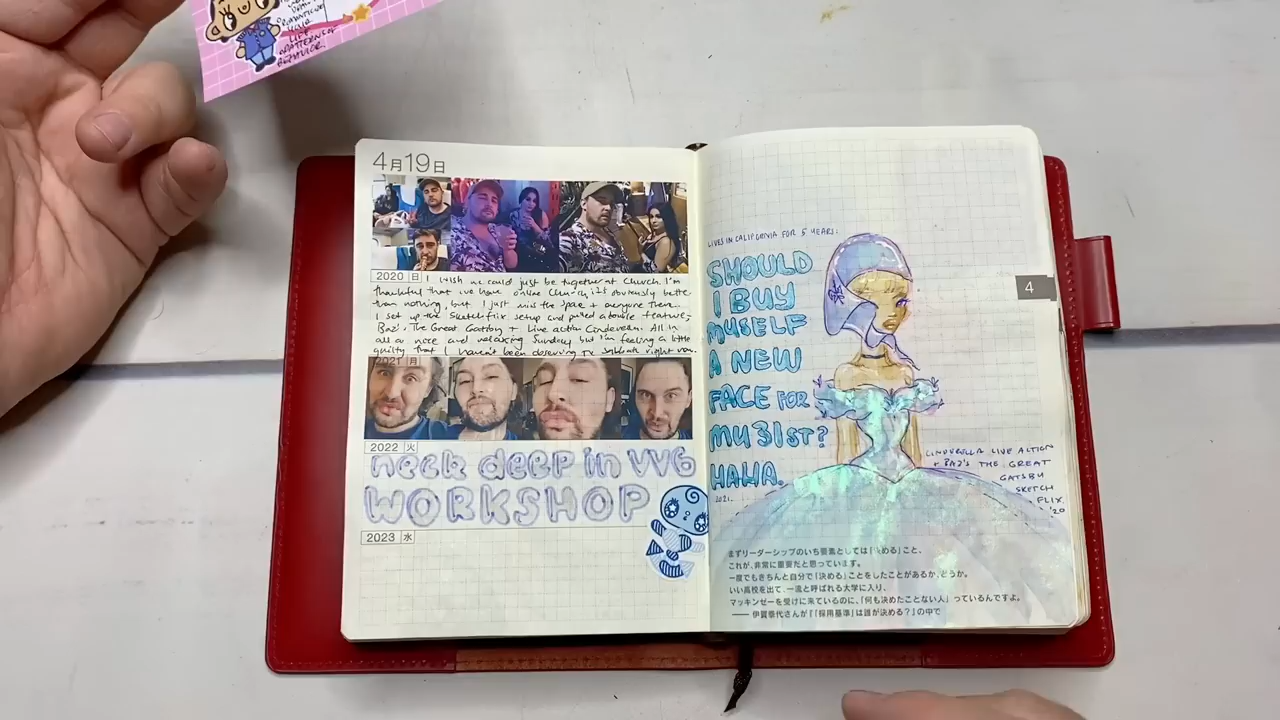 LIFE
PATTERNS OF
BEHAVIOR
4月19日
2020 日 I wish we could just be together at Church. I'm
thankful that we have online Church, it's obviously better
than nothing but I just miss the space + everyone there.
I set up the Sketchflix setup and pulled a double feature;
Baz's The Great Gatsby + Live action Cinderella. All in
all a nice and relaxing Sunday but I'm feeling a little
guilty that I haven't been observing the Sabbath right now.
2021 月
2022 火
neck deep in VV6
WORKSHOP
2023 水
LIVES IN CALIFORNIA FOR 5 YEARS:
SHOULD
I BUY
MYSELF
A NEW
FACE FOR
MY 31ST?
HAHA.
2021.
CINDERELLA LIVE ACTION
+ BAZ'S THE GREAT
GATSBY
SKETCH
FLIX
'20
4
まずリーダーシップのいち要素としては「決める」こと、
これが、非常に重要だと思っています。
一度でもきちんと自分で「決める」ことをしたことがあるか、どうか。
いい高校を出て、一流と呼ばれる大学に入り、
マッキンゼーを受けに来ているのに、「何も決めたことない人」っているんですよ。
—— 伊賀泰代さんが『「採用基準」は誰が決める?』の中で